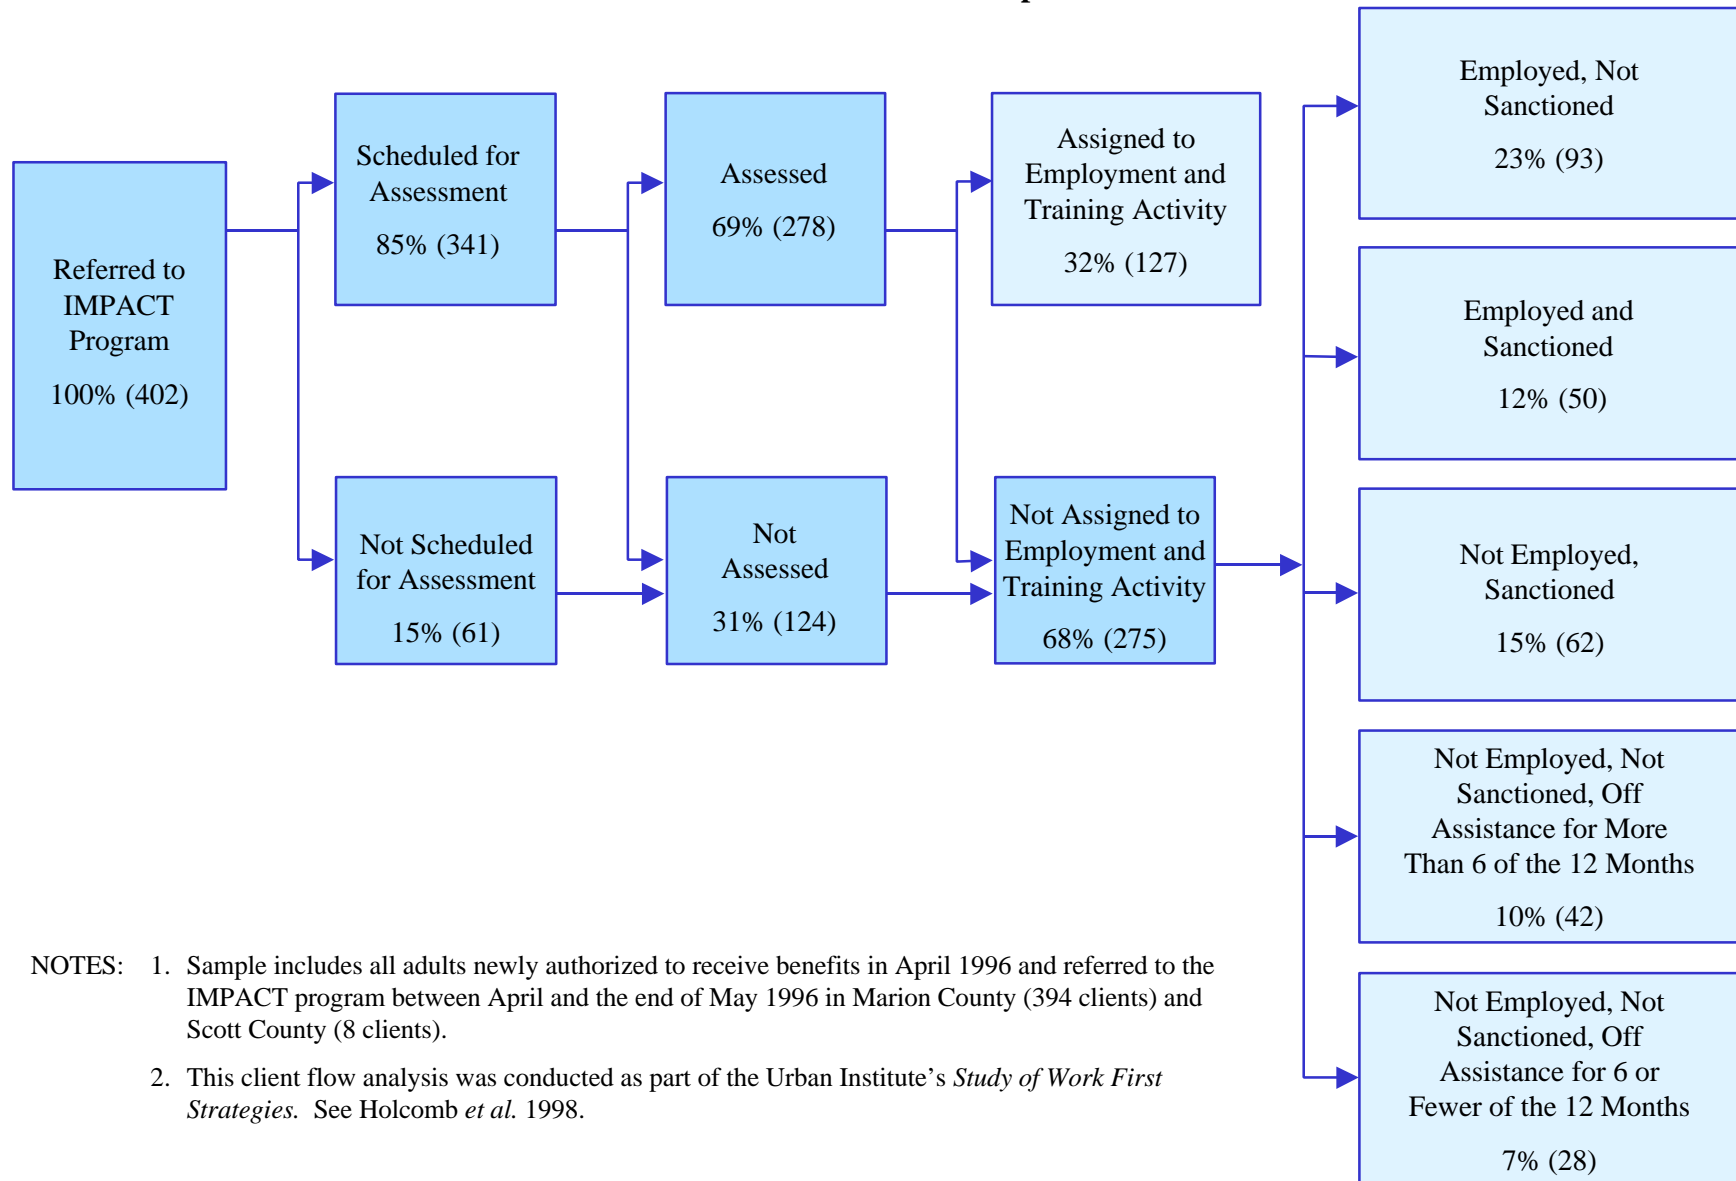 Referred to
IMPACT
Program
100% (402)
Scheduled for
Assessment
85% (341)
Not Scheduled
for Assessment
15% (61)
Assessed
69% (278)
Not
Assessed
31% (124)
Assigned to
Employment and
Training Activity
32% (127)
Not Assigned to
Employment and
Training Activity
68% (275)
Employed, Not
Sanctioned
23% (93)
Employed and
Sanctioned
12% (50)
Not Employed,
Sanctioned
15% (62)
Not Employed, Not
Sanctioned, Off
Assistance for More
Than 6 of the 12 Months
10% (42)
Not Employed, Not
Sanctioned, Off
Assistance for 6 or
Fewer of the 12 Months
7% (28)
NOTES: 1. Sample includes all adults newly authorized to receive benefits in April 1996 and referred to the
IMPACT program between April and the end of May 1996 in Marion County (394 clients) and
Scott County (8 clients).
2. This client flow analysis was conducted as part of the Urban Institute’s Study of Work First
Strategies. See Holcomb et al. 1998.